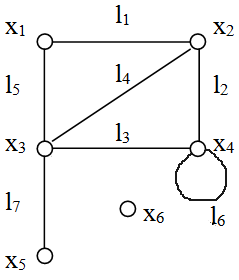 l₁
x₁ x₂
l₅ l₄ l₂
x₃ l₃ x₄
l₇ x₆ l₆
x₅